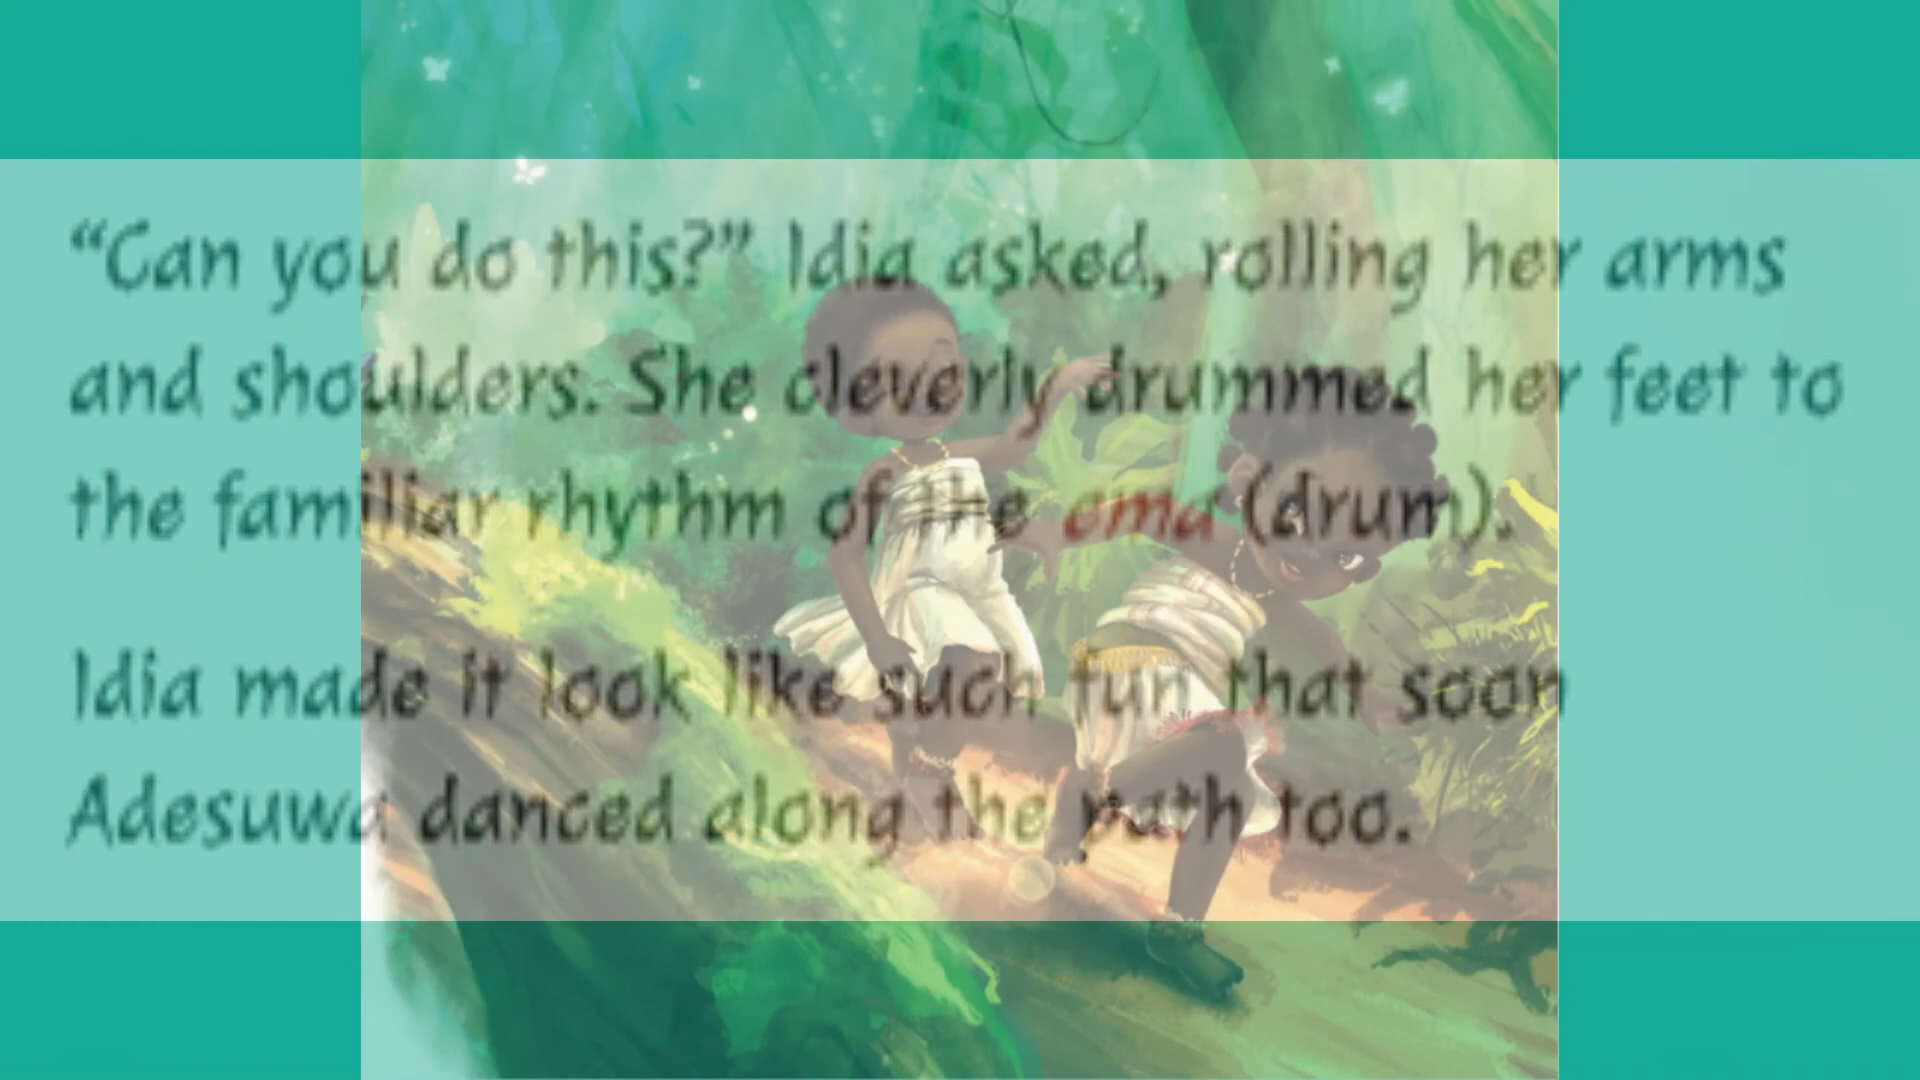 “Can you do this?” Idia asked, rolling her arms
and shoulders. She cleverly drummed her feet to
the familiar rhythm of the ema (drum).
Idia made it look like such fun that soon
Adesuwa danced along the path too.